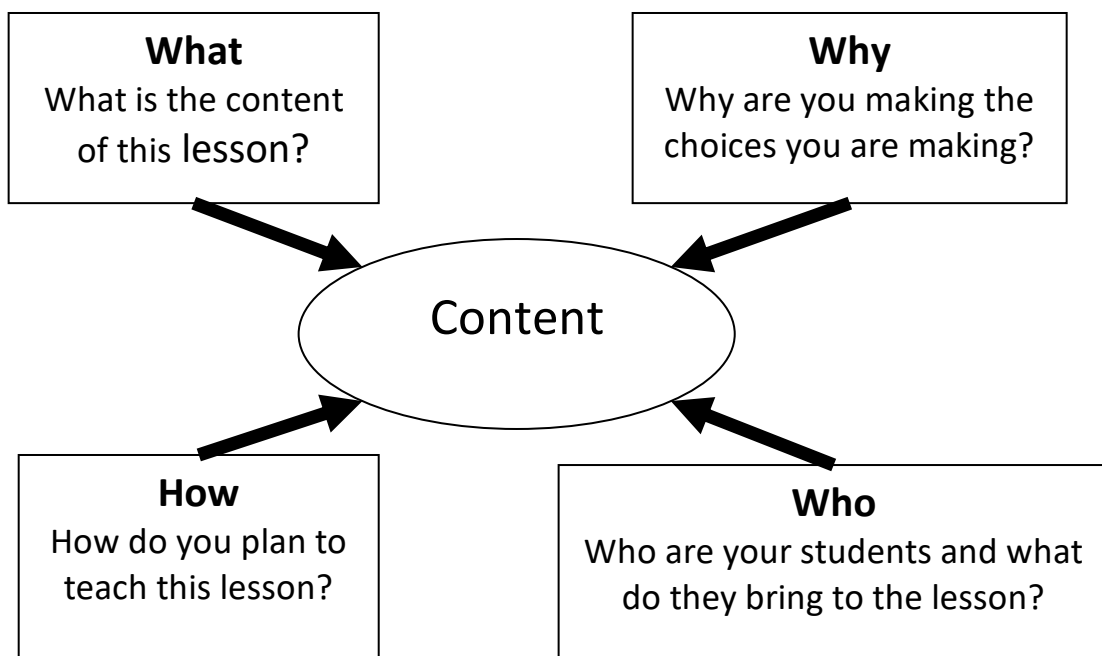 What
What is the content
of this lesson?
Why
Why are you making the
choices you are making?
Content
How
How do you plan to
teach this lesson?
Who
Who are your students and what
do they bring to the lesson?